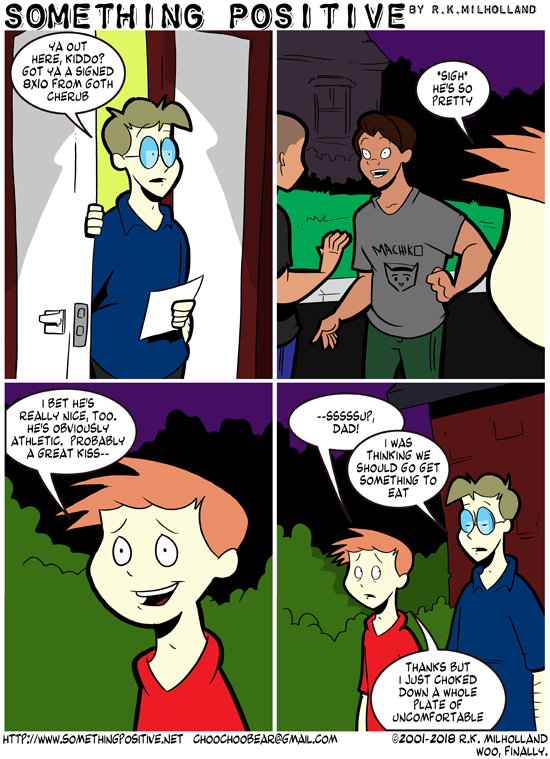 SOMETHING POSITIVE BY R.K.MILHOLLAND
YA OUT
HERE, KIDDO?
GOT YA A SIGNED
8X10 FROM GOTH
CHERUB
*SIGH*
HE'S SO
PRETTY
MACHIKO
I BET HE'S
REALLY NICE, TOO.
HE'S OBVIOUSLY
ATHLETIC. PROBABLY
A GREAT KISS--
--SSSSSUP,
DAD!
I WAS
THINKING WE
SHOULD GO GET
SOMETHING TO
EAT
THANKS BUT
I JUST CHOKED
DOWN A WHOLE
PLATE OF
UNCOMFORTABLE
HTTP://WWW.SOMETHINGPOSITIVE.NET CHOOCHOOBEAR@GMAIL.COM ©2001-2018 R.K. MILHOLLAND
WOO, FINALLY.